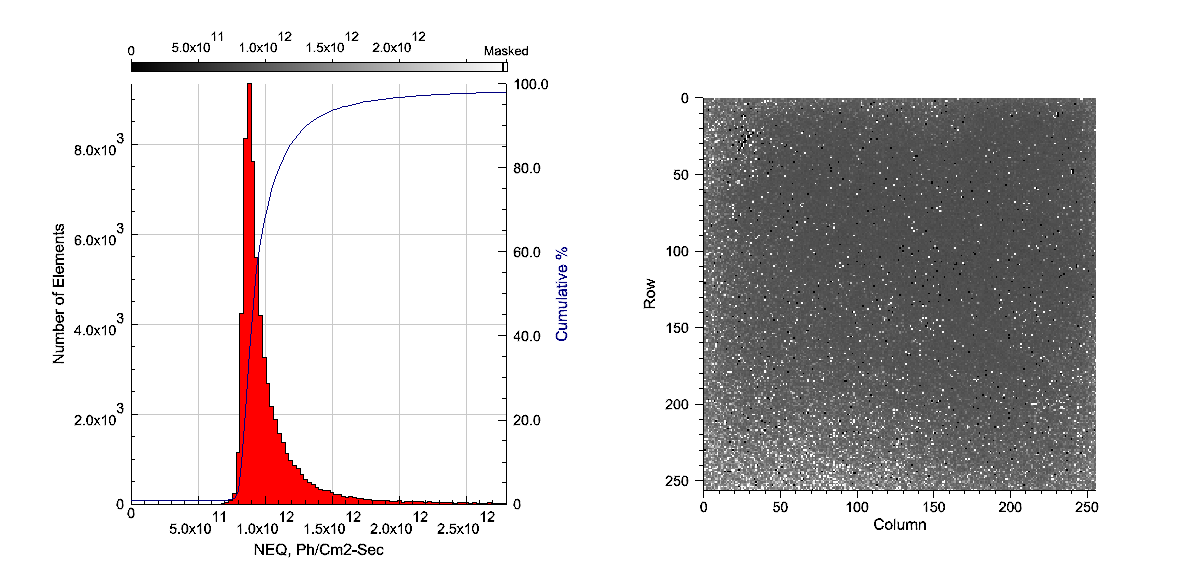 0 5.0x10^11 1.0x10^12 1.5x10^12 2.0x10^12 Masked
100.0
80.0
60.0
40.0
20.0
0
8.0x10^3
6.0x10^3
4.0x10^3
2.0x10^3
0
Number of Elements
Cumulative %
0 5.0x10^11 1.0x10^12 1.5x10^12 2.0x10^12 2.5x10^12
NEQ, Ph/Cm2-Sec
0
50
100
150
200
250
Row
0 50 100 150 200 250
Column